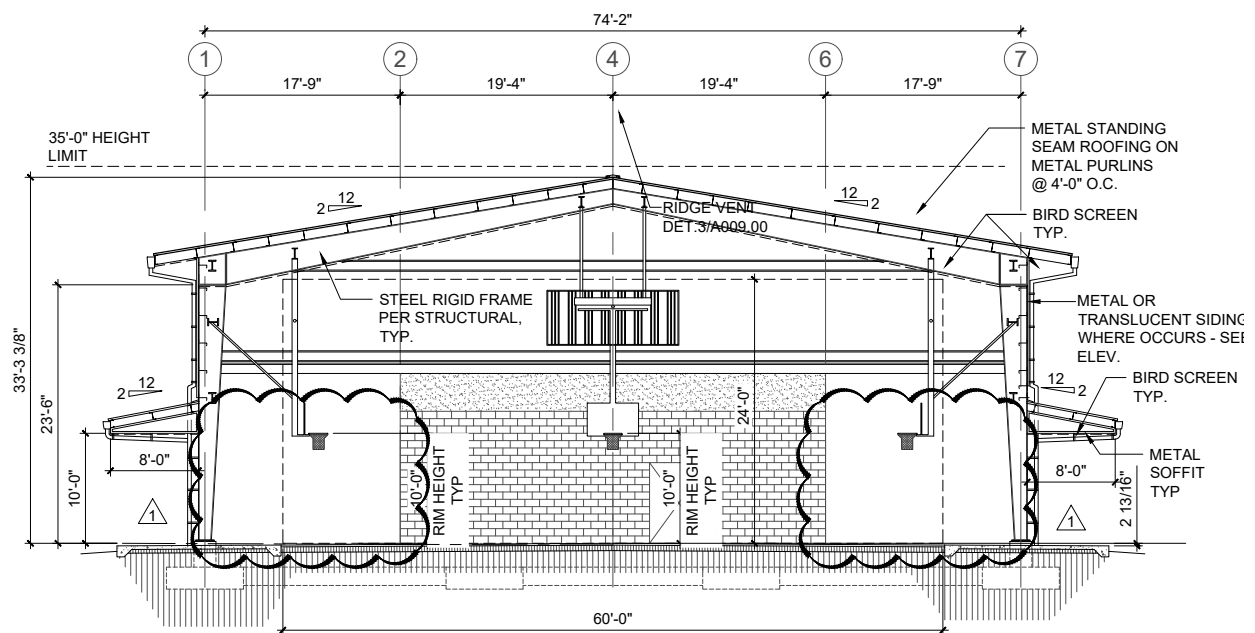 74'-2"
1
2
4
6
7
17'-9"
19'-4"
19'-4"
17'-9"
35'-0" HEIGHT
LIMIT
METAL STANDING
SEAM ROOFING ON
METAL PURLINS
@ 4'-0" O.C.
12
2
12
2
RIDGE VENT
DET.3/A009.00
BIRD SCREEN
TYP.
STEEL RIGID FRAME
PER STRUCTURAL,
TYP.
METAL OR
TRANSLUCENT SIDING
WHERE OCCURS - SEE
ELEV.
33'-3 3/8"
23'-6"
24'-0"
12
2
12
2
BIRD SCREEN
TYP.
10'-0"
8'-0"
10'-0"
RIM HEIGHT
TYP
10'-0"
RIM HEIGHT
TYP
METAL
SOFFIT
TYP
8'-0"
2 13/16"
1
1
60'-0"